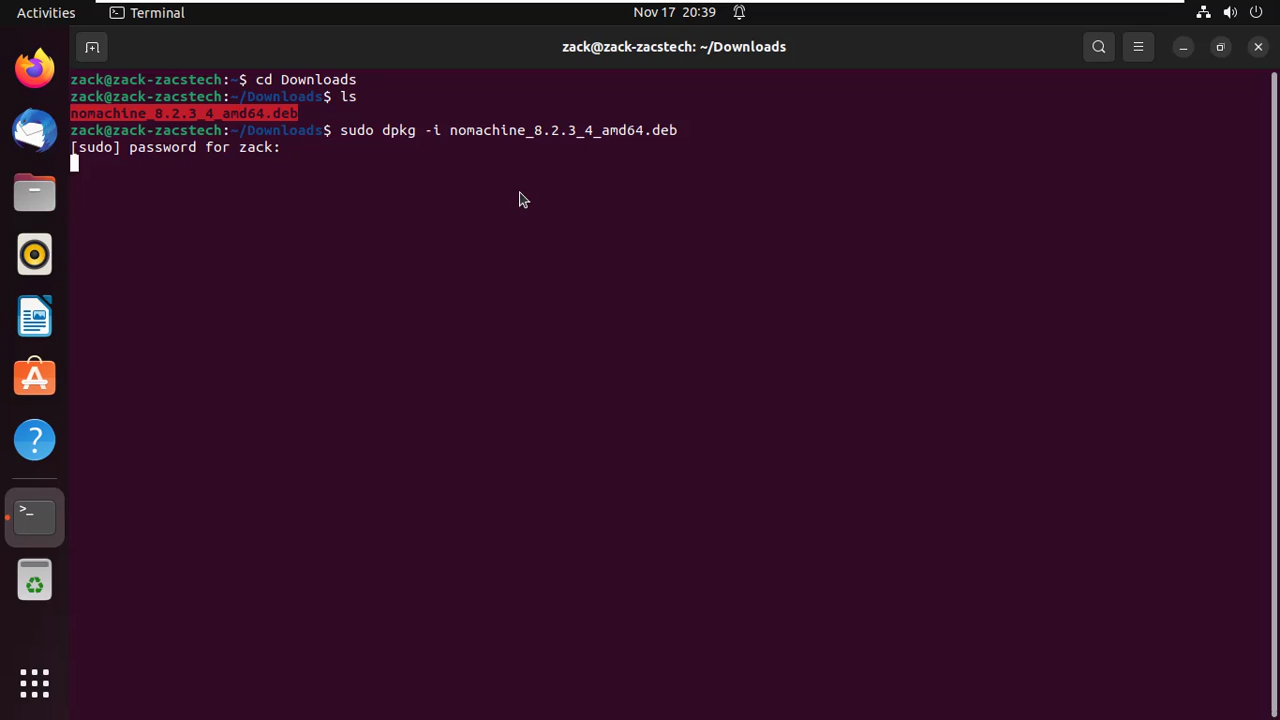 Activities
Terminal
Nov 17 20:39
zack@zack-zacstech: ~/Downloads
zack@zack-zacstech:~$ cd Downloads
zack@zack-zacstech:~/Downloads$ ls
nomachine_8.2.3_4_amd64.deb
zack@zack-zacstech:~/Downloads$ sudo dpkg -i nomachine_8.2.3_4_amd64.deb
[sudo] password for zack: